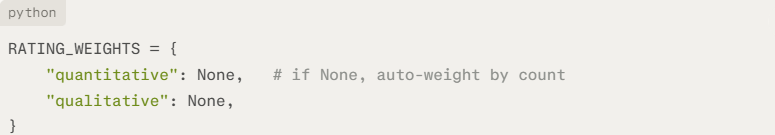 python
RATING_WEIGHTS = {
    "quantitative": None,   # if None, auto-weight by count
    "qualitative": None,
}